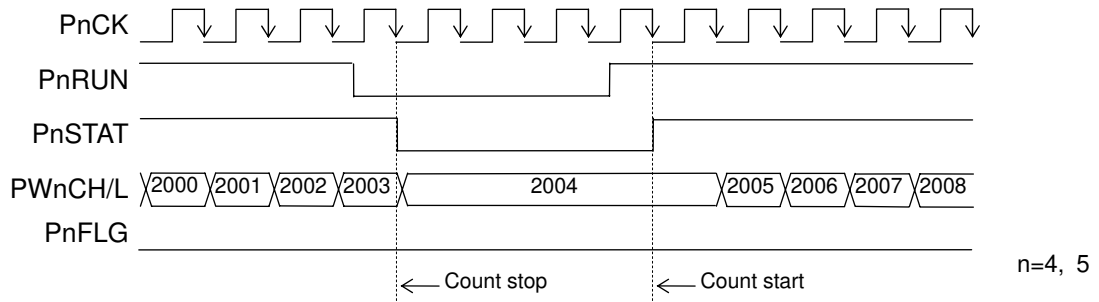 PnCK
PnRUN
PnSTAT
PWnCH/L 2000 2001 2002 2003 2004 2005 2006 2007 2008
PnFLG
Count stop Count start
n=4, 5